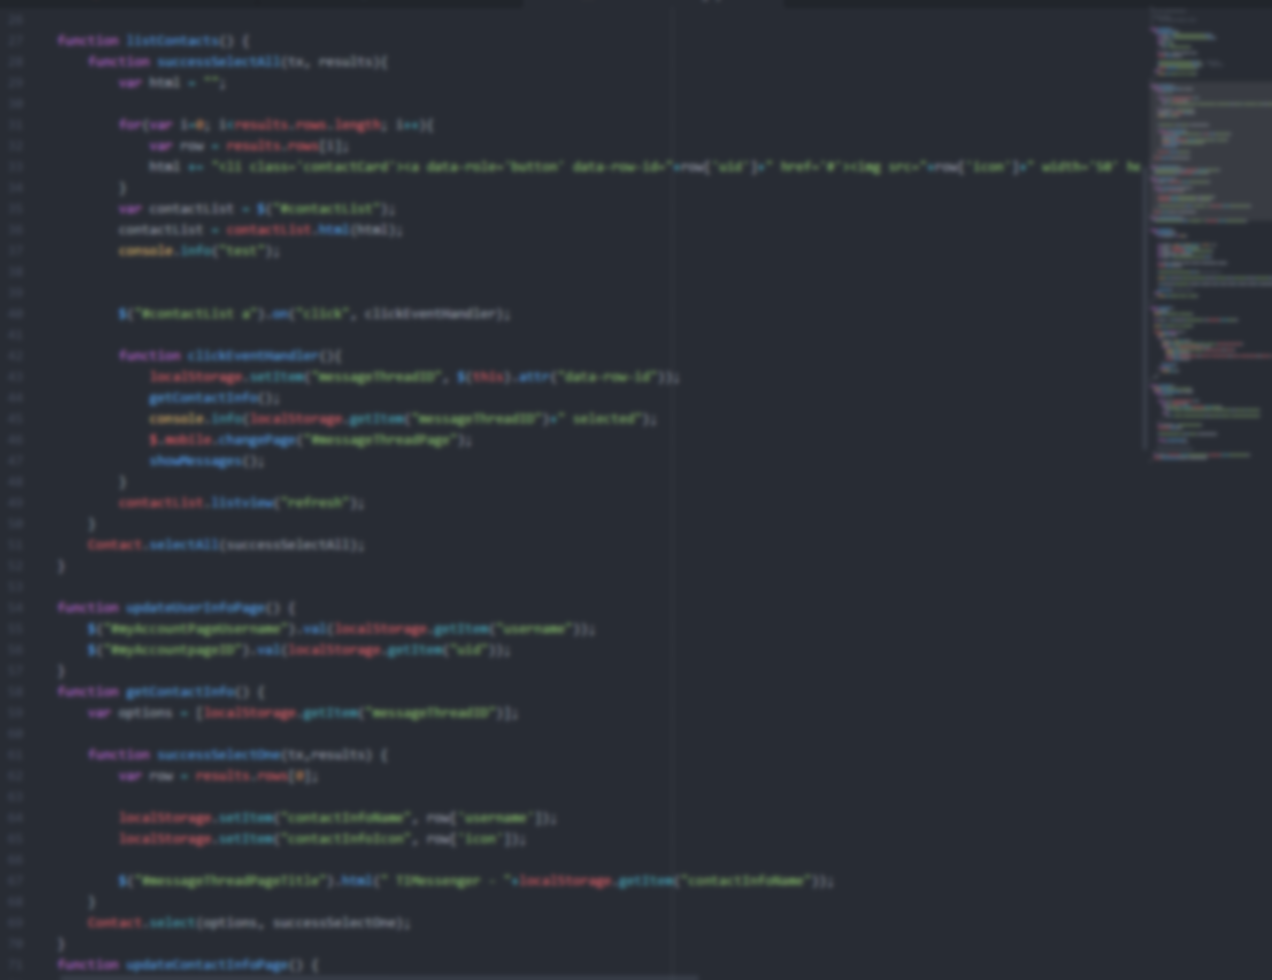 function listContacts() {
function successSelectAll(tx, results){
var html = "";
for(var i=0; i<results.rows.length; i++){
var row = results.rows[i];
html += "<li class='contactCard'><a data-role='button' data-row-id="+row['uid']+" href='#'><img src="+row['icon']+" width='50' he
}
var contactList = $("#contactList");
contactList = contactList.html(html);
console.info("test");
$("#contactList a").on("click", clickEventHandler);
function clickEventHandler(){
localStorage.setItem("messageThreadID", $(this).attr("data-row-id"));
getContactInfo();
console.info(localStorage.getItem("messageThreadID")+" selected");
$.mobile.changePage("#messageThreadPage");
showMessages();
}
contactList.listview("refresh");
}
Contact.selectAll(successSelectAll);
}
function updateUserInfoPage() {
$("#myAccountPageUsername").val(localStorage.getItem("username"));
$("#myAccountpageID").val(localStorage.getItem("uid"));
}
function getContactInfo() {
var options = [localStorage.getItem("messageThreadID")];
function successSelectOne(tx,results) {
var row = results.rows[0];
localStorage.setItem("contactInfoName", row['username']);
localStorage.setItem("contactInfoIcon", row['icon']);
$("#messageThreadPageTitle").html(" TIMessenger - "+localStorage.getItem("contactInfoName"));
}
Contact.select(options, successSelectOne);
}
function updateContactInfoPage() {